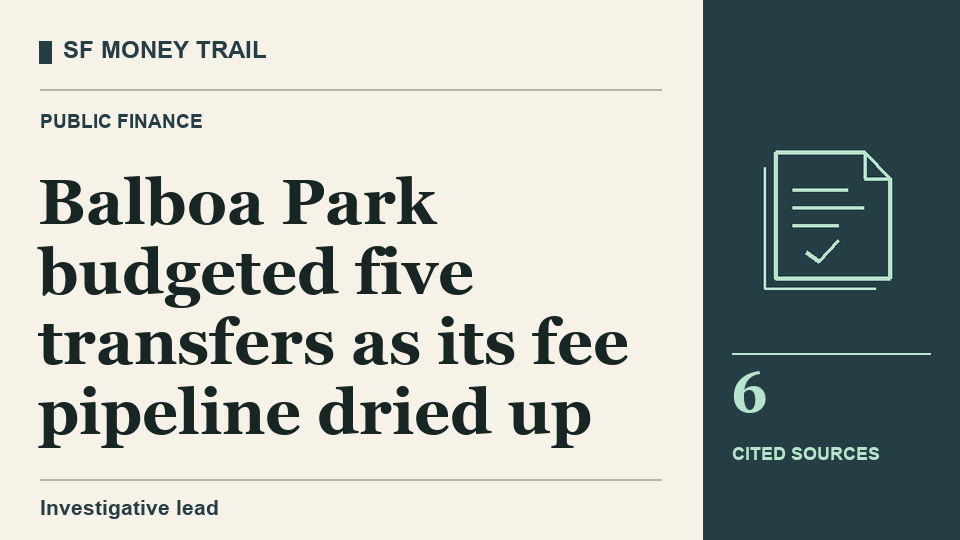 SF MONEY TRAIL
PUBLIC FINANCE
Balboa Park
budgeted five
transfers as its fee
pipeline dried up
Investigative lead
6
CITED SOURCES